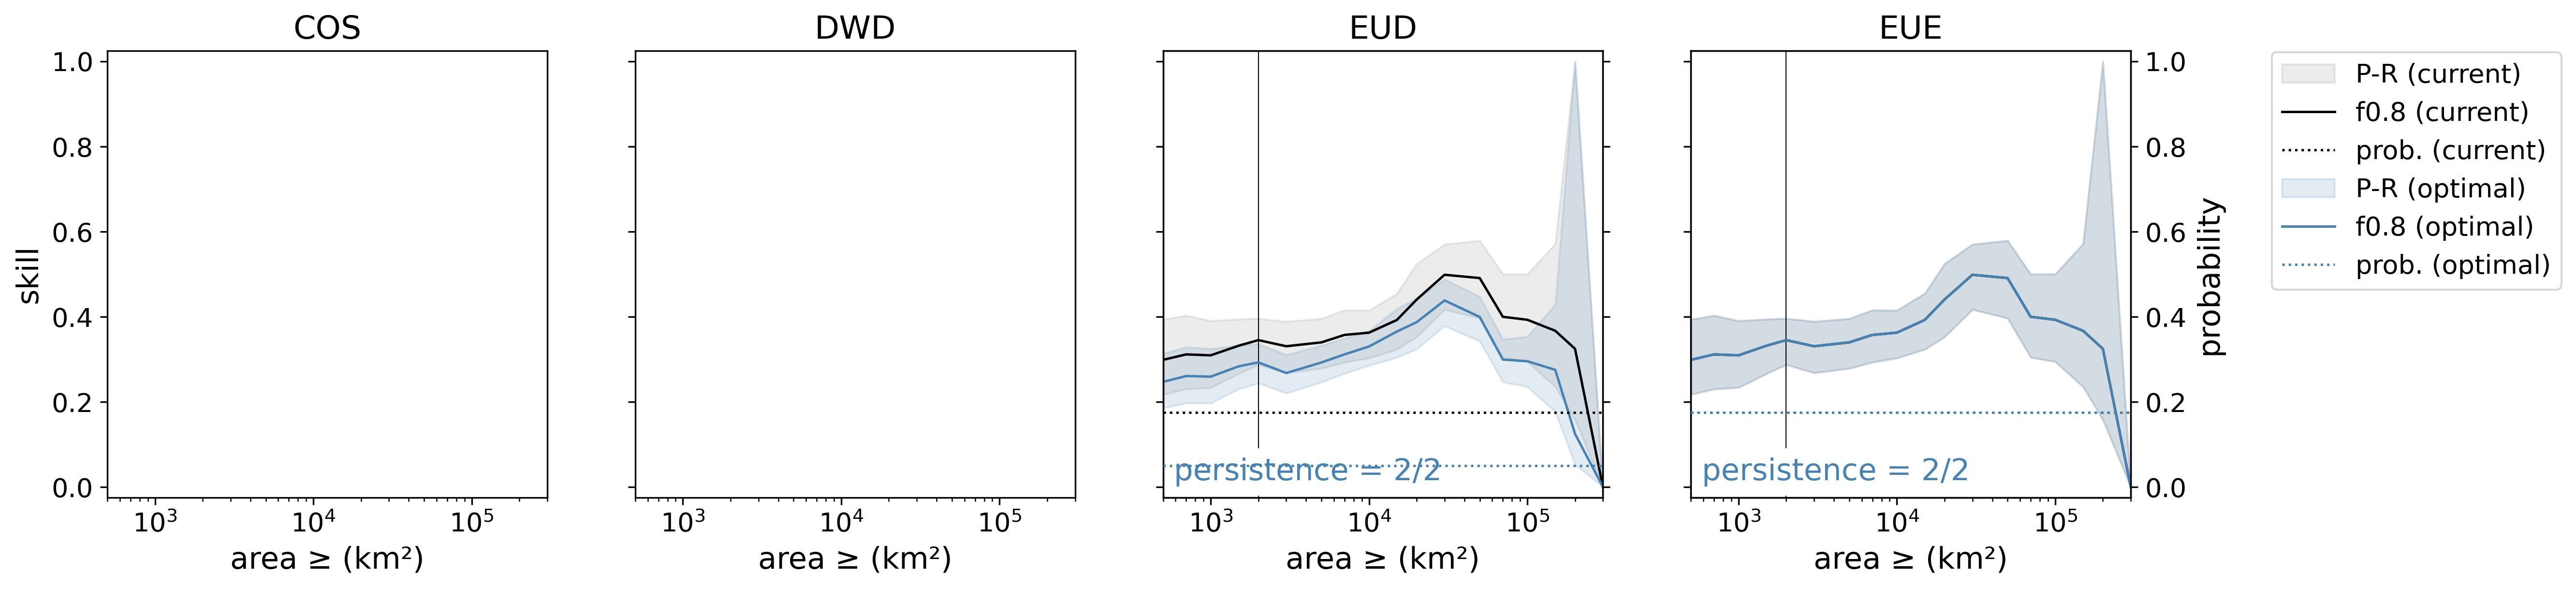 COS
DWD
EUD
EUE
1.0
0.8
0.6
0.4
0.2
0.0
skill
10³
10⁴
10⁵
area ≥ (km²)
10³
10⁴
10⁵
area ≥ (km²)
persistence = 2/2
10³
10⁴
10⁵
area ≥ (km²)
persistence = 2/2
10³
10⁴
10⁵
area ≥ (km²)
1.0
0.8
0.6
0.4
0.2
0.0
probability
P-R (current)
f0.8 (current)
prob. (current)
P-R (optimal)
f0.8 (optimal)
prob. (optimal)